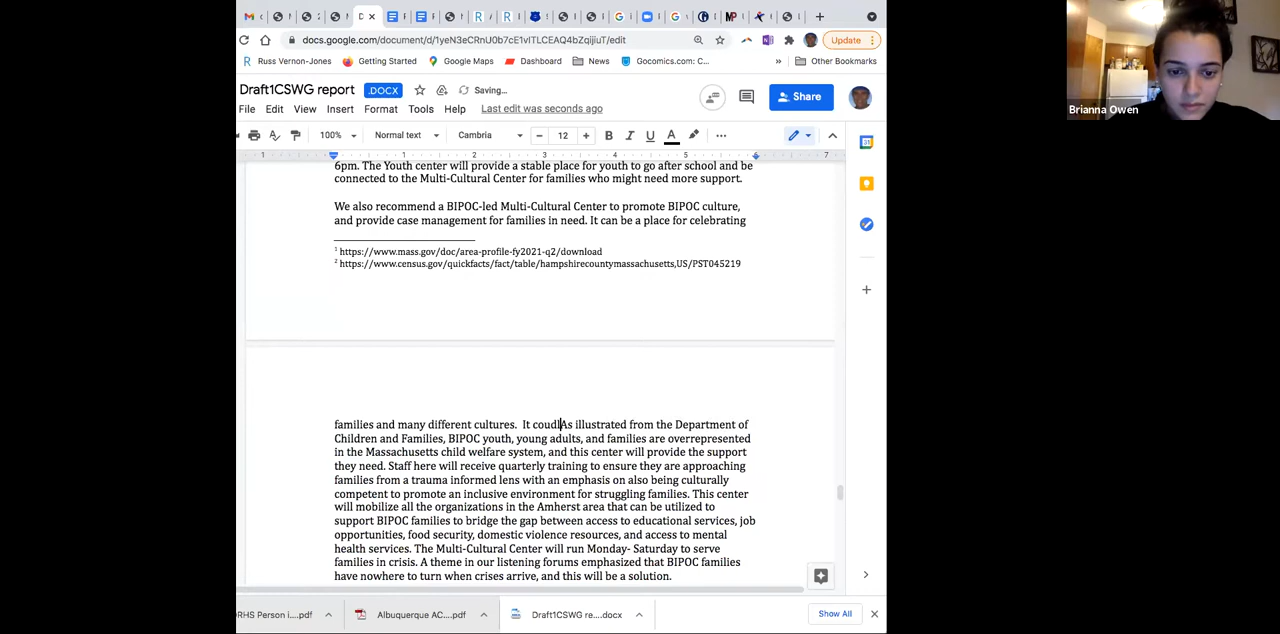 docs.google.com/document/d/1yeN3eCRnU0b7cE1vITLCEAQ4bZqijiuT/edit
Update
Russ Vernon-Jones
Getting Started
Google Maps
Dashboard
News
Gocomics.com: C...
»
Other Bookmarks
Draft1CSWG report
.DOCX
Saving...
Share
File Edit View Insert Format Tools Help Last edit was seconds ago
100% Normal text Cambria − 12 + B I U A ...
1 1 2 3 4 5 7
6pm. The Youth center will provide a stable place for youth to go after school and be
connected to the Multi-Cultural Center for families who might need more support.
We also recommend a BIPOC-led Multi-Cultural Center to promote BIPOC culture,
and provide case management for families in need. It can be a place for celebrating
1 https://www.mass.gov/doc/area-profile-fy2021-q2/download
2 https://www.census.gov/quickfacts/fact/table/hampshirecountymassachusetts,US/PST045219
families and many different cultures. It coudlAs illustrated from the Department of
Children and Families, BIPOC youth, young adults, and families are overrepresented
in the Massachusetts child welfare system, and this center will provide the support
they need. Staff here will receive quarterly training to ensure they are approaching
families from a trauma informed lens with an emphasis on also being culturally
competent to promote an inclusive environment for struggling families. This center
will mobilize all the organizations in the Amherst area that can be utilized to
support BIPOC families to bridge the gap between access to educational services, job
opportunities, food security, domestic violence resources, and access to mental
health services. The Multi-Cultural Center will run Monday- Saturday to serve
families in crisis. A theme in our listening forums emphasized that BIPOC families
have nowhere to turn when crises arrive, and this will be a solution.
RHS Person i....pdf
Albuquerque AC....pdf
Draft1CSWG re....docx
Show All
Brianna Owen